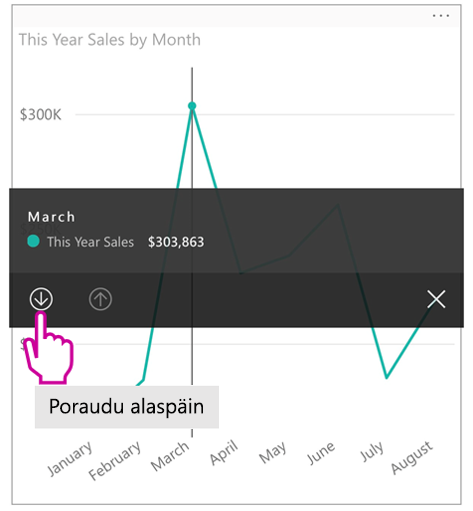 ...
This Year Sales by Month
$300K
March
This Year Sales $303,863
Poraudu alaspäin
January
February
March
April
May
June
July
August